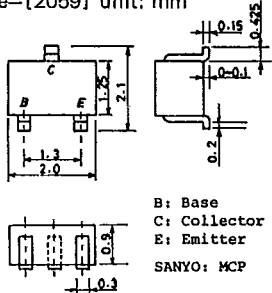 [2059] unit: mm
0.15
0.425
C
1.25
2.1
0~0.1
B
E
1.3
2.0
0.2
0.9
0.3
B: Base
C: Collector
E: Emitter
SANYO: MCP